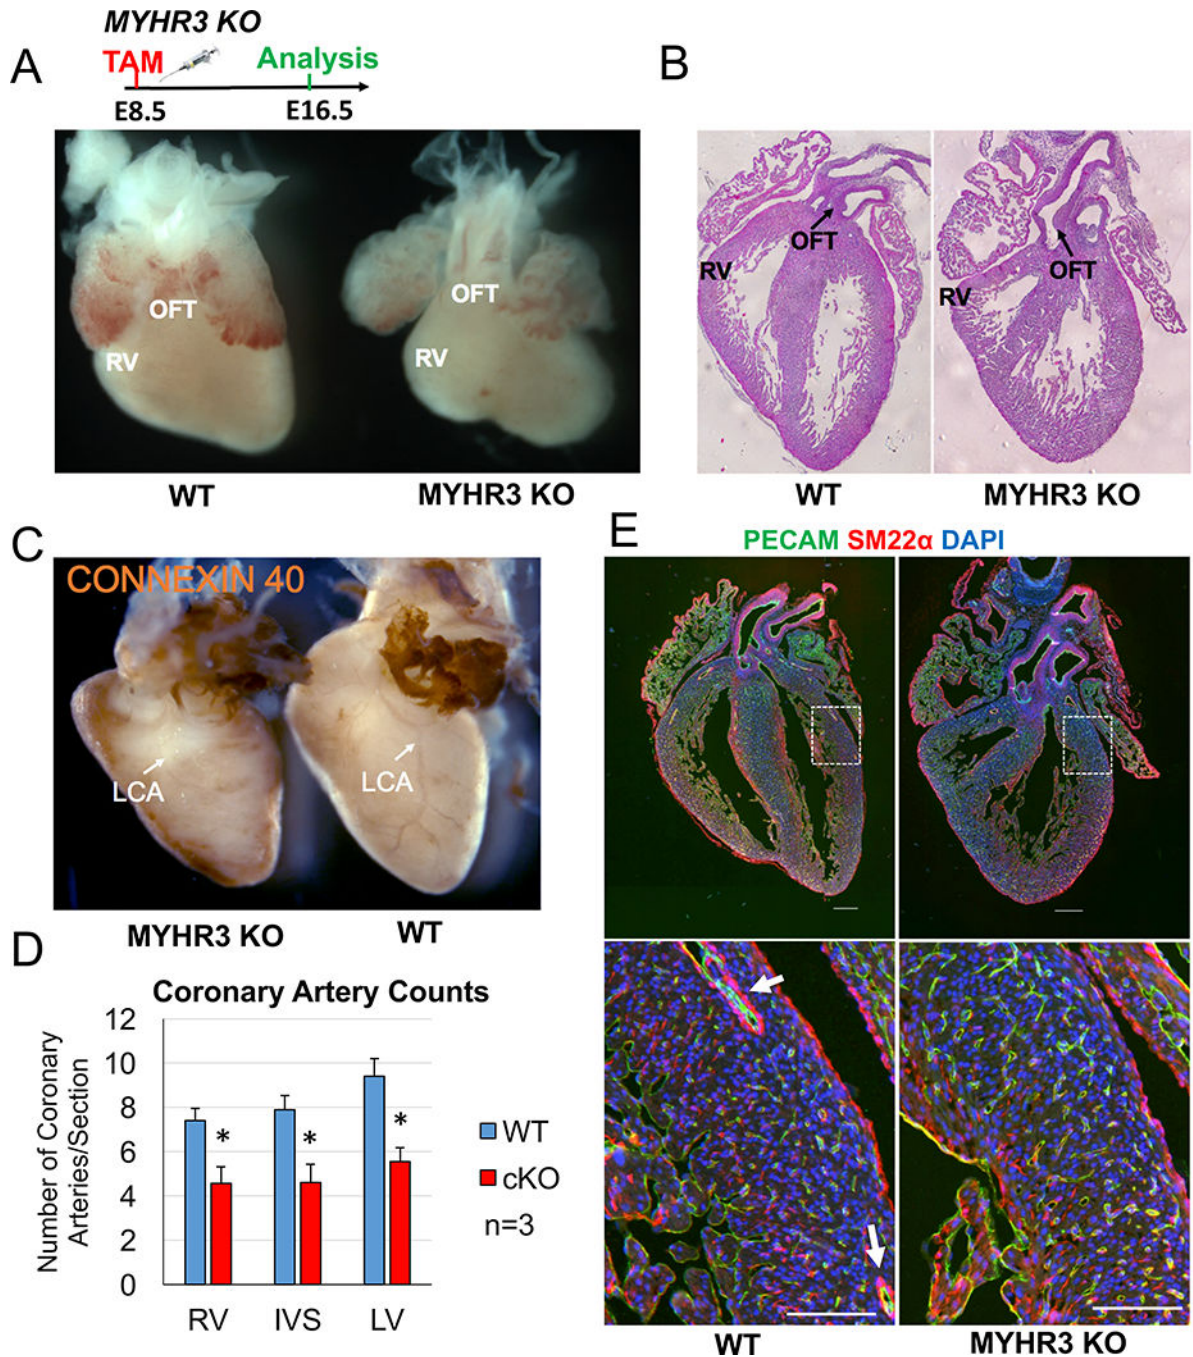 MYHR3 KO
A
TAM
Analysis
E8.5
E16.5
OFT
RV
OFT
RV
WT
MYHR3 KO
B
OFT
RV
OFT
RV
WT
MYHR3 KO
C
CONNEXIN 40
LCA
LCA
MYHR3 KO
WT
D
Coronary Artery Counts
Number of Coronary
Arteries/Section
12
10
8
6
4
2
0
*
*
*
RV
IVS
LV
WT
cKO
n=3
E
PECAM SM22α DAPI
WT
MYHR3 KO